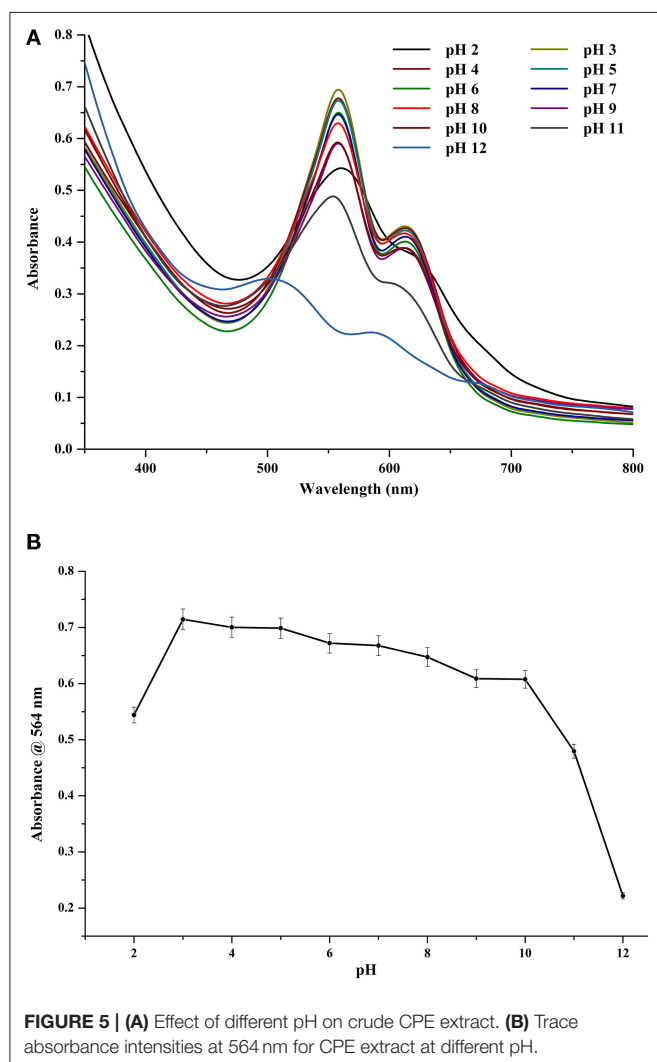 A
0.8
0.7
0.6
0.5
0.4
0.3
0.2
0.1
0.0
Absorbance
pH 2 pH 3
pH 4 pH 5
pH 6 pH 7
pH 8 pH 9
pH 10 pH 11
pH 12
400 500 600 700 800
Wavelength (nm)
B
0.8
0.7
0.6
0.5
0.4
0.3
0.2
Absorbance @ 564 nm
2 4 6 8 10 12
pH
FIGURE 5 | (A) Effect of different pH on crude CPE extract. (B) Trace
absorbance intensities at 564 nm for CPE extract at different pH.